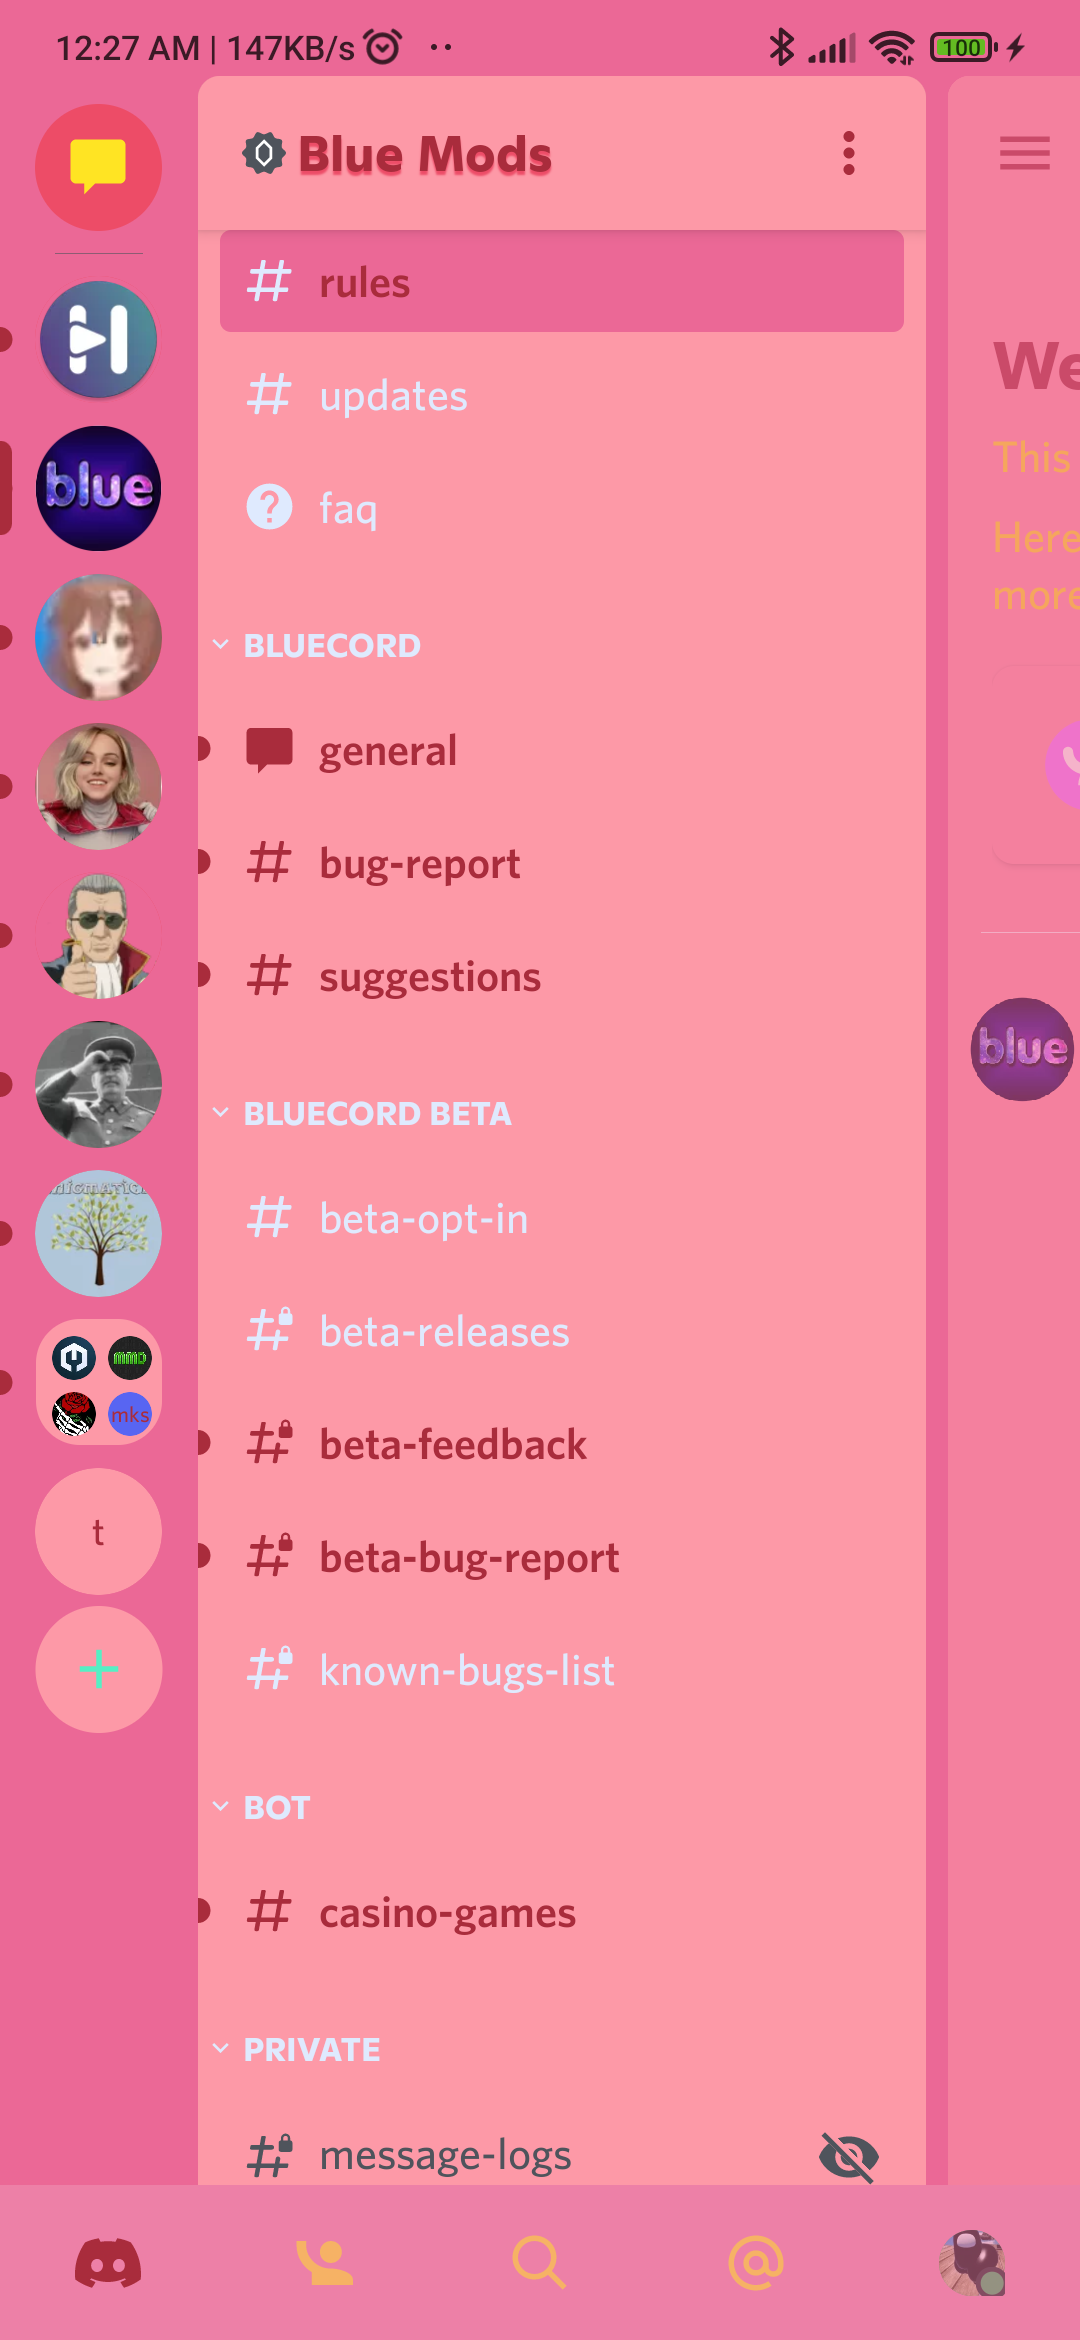 12:27 AM | 147KB/s
100
Blue Mods
rules
updates
faq
BLUECORD
general
bug-report
suggestions
BLUECORD BETA
beta-opt-in
beta-releases
beta-feedback
beta-bug-report
known-bugs-list
BOT
casino-games
PRIVATE
message-logs
blue
mks
t
We
This
Here
more
blue